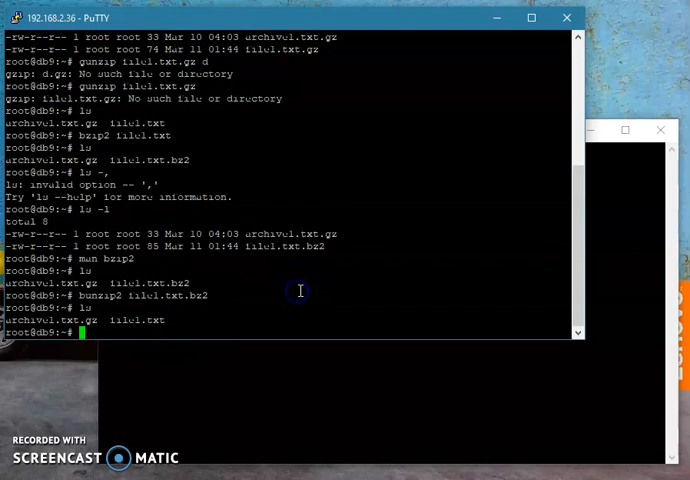 192.168.2.36 - PuTTY
-rw-r--r-- 1 root root 33 Mar 10 04:03 archive1.txt.gz
-rw-r--r-- 1 root root 74 Mar 11 01:44 file1.txt.gz
root@db9:~# gunzip file1.txt.gz d
gzip: d.gz: No such file or directory
root@db9:~# gunzip file1.txt.gz
gzip: file1.txt.gz: No such file or directory
root@db9:~# ls
archive1.txt.gz  file1.txt
root@db9:~# bzip2 file1.txt
root@db9:~# ls
archive1.txt.gz  file1.txt.bz2
root@db9:~# ls -,
ls: invalid option -- ','
Try 'ls --help' for more information.
root@db9:~# ls -l
total 8
-rw-r--r-- 1 root root 33 Mar 10 04:03 archive1.txt.gz
-rw-r--r-- 1 root root 85 Mar 11 01:44 file1.txt.bz2
root@db9:~# man bzip2
root@db9:~# ls
archive1.txt.gz  file1.txt.bz2
root@db9:~# bunzip2 file1.txt.bz2
root@db9:~# ls
archive1.txt.gz  file1.txt
root@db9:~#
lenovo
RECORDED WITH
SCREENCAST MATIC